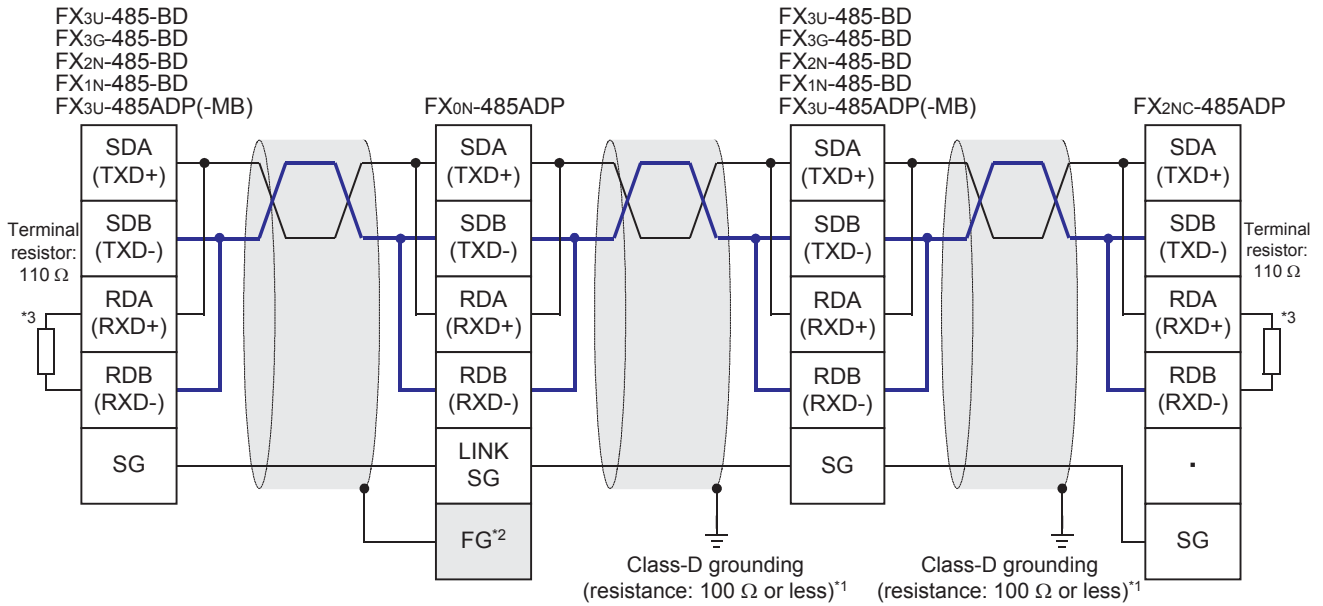 FX3U-485-BD
FX3G-485-BD
FX2N-485-BD
FX1N-485-BD
FX3U-485ADP(-MB)
FX0N-485ADP
FX3U-485-BD
FX3G-485-BD
FX2N-485-BD
FX1N-485-BD
FX3U-485ADP(-MB)
FX2NC-485ADP
Terminal
resistor:
110 Ω
*3
SDA
(TXD+)
SDB
(TXD-)
RDA
(RXD+)
RDB
(RXD-)
SG
SDA
(TXD+)
SDB
(TXD-)
RDA
(RXD+)
RDB
(RXD-)
LINK
SG
FG*2
SDA
(TXD+)
SDB
(TXD-)
RDA
(RXD+)
RDB
(RXD-)
SG
SDA
(TXD+)
SDB
(TXD-)
RDA
(RXD+)
RDB
(RXD-)
.
SG
Terminal
resistor:
110 Ω
*3
Class-D grounding
(resistance: 100 Ω or less)*1
Class-D grounding
(resistance: 100 Ω or less)*1